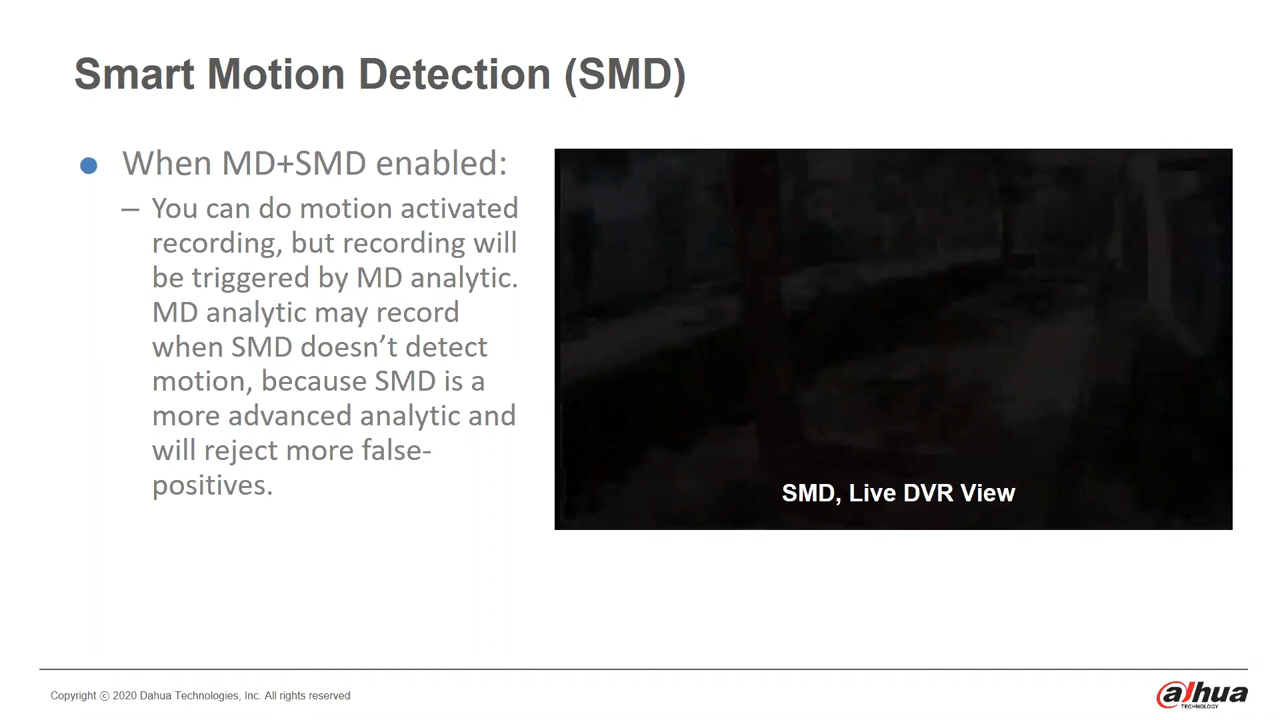 Smart Motion Detection (SMD)
● When MD+SMD enabled:
– You can do motion activated
recording, but recording will
be triggered by MD analytic.
MD analytic may record
when SMD doesn’t detect
motion, because SMD is a
more advanced analytic and
will reject more false-
positives.
SMD, Live DVR View
Copyright ⓒ 2020 Dahua Technologies, Inc. All rights reserved
alhua
TECHNOLOGY